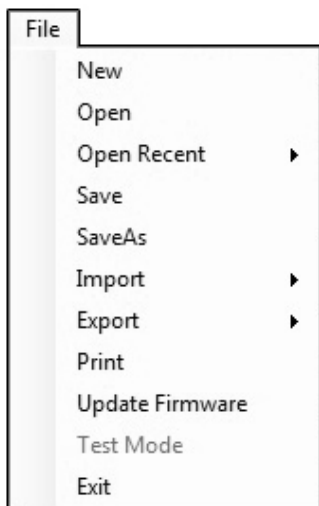 File
New
Open
Open Recent
Save
SaveAs
Import
Export
Print
Update Firmware
Test Mode
Exit